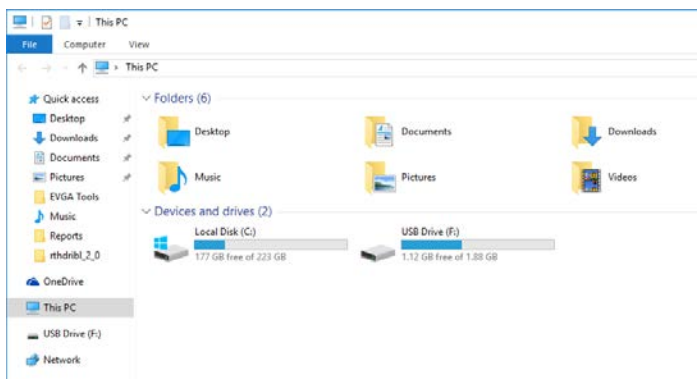 This PC
File Computer View
This PC
Quick access
Desktop
Downloads
Documents
Pictures
EVGA Tools
Music
Reports
rthdribl_2_0
OneDrive
This PC
USB Drive (F:)
Network
Folders (6)
Desktop Documents Downloads
Music Pictures Videos
Devices and drives (2)
Local Disk (C:)
177 GB free of 223 GB
USB Drive (F:)
1.12 GB free of 1.88 GB